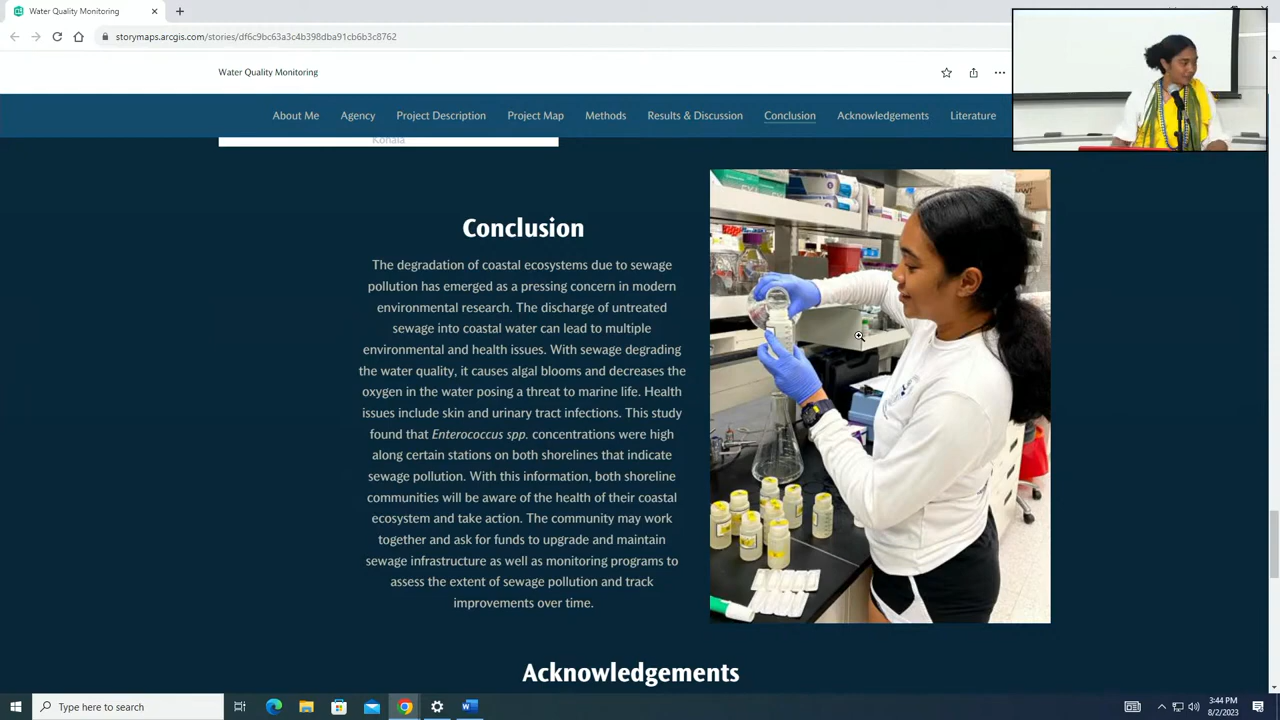 Water Quality Monitoring
storymaps.arcgis.com/stories/df6c9bc63a3c4b398dba91cb6b3c8762
Water Quality Monitoring
About Me Agency Project Description Project Map Methods Results & Discussion Conclusion Acknowledgements Literature
Kohala
Conclusion
The degradation of coastal ecosystems due to sewage
pollution has emerged as a pressing concern in modern
environmental research. The discharge of untreated
sewage into coastal water can lead to multiple
environmental and health issues. With sewage degrading
the water quality, it causes algal blooms and decreases the
oxygen in the water posing a threat to marine life. Health
issues include skin and urinary tract infections. This study
found that Enterococcus spp. concentrations were high
along certain stations on both shorelines that indicate
sewage pollution. With this information, both shoreline
communities will be aware of the health of their coastal
ecosystem and take action. The community may work
together and ask for funds to upgrade and maintain
sewage infrastructure as well as monitoring programs to
assess the extent of sewage pollution and track
improvements over time.
Acknowledgements
Type here to search
3:44 PM
8/2/2023